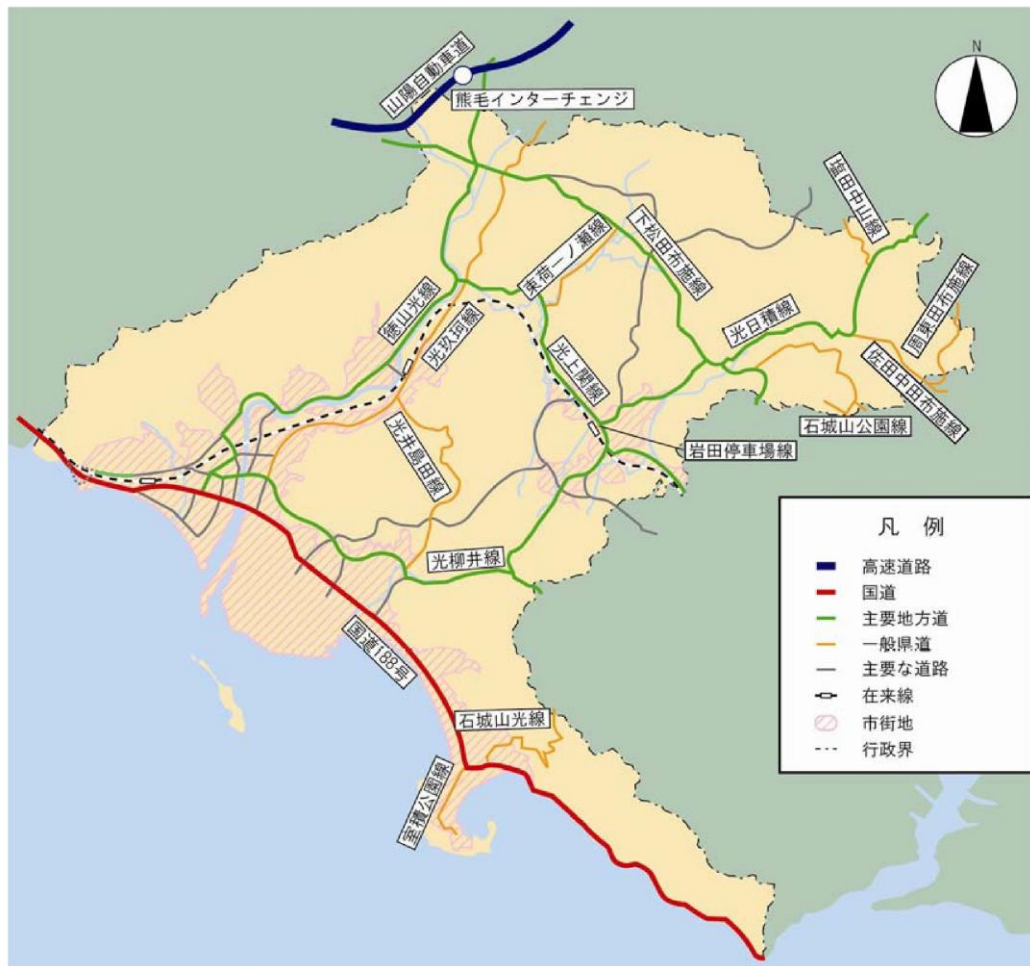 山陽自動車道
熊毛インターチェンジ
N
塩田中山線
下松田布施線
束荷一ノ瀬線
周東田布施線
徳山光線
光玖珂線
光日積線
光上関線
佐田中田布施線
石城山公園線
光井島田線
岩田停車場線
光柳井線
国道188号
石城山光線
室積公園線
凡 例
高速道路
国道
主要地方道
一般県道
主要な道路
在来線
市街地
行政界